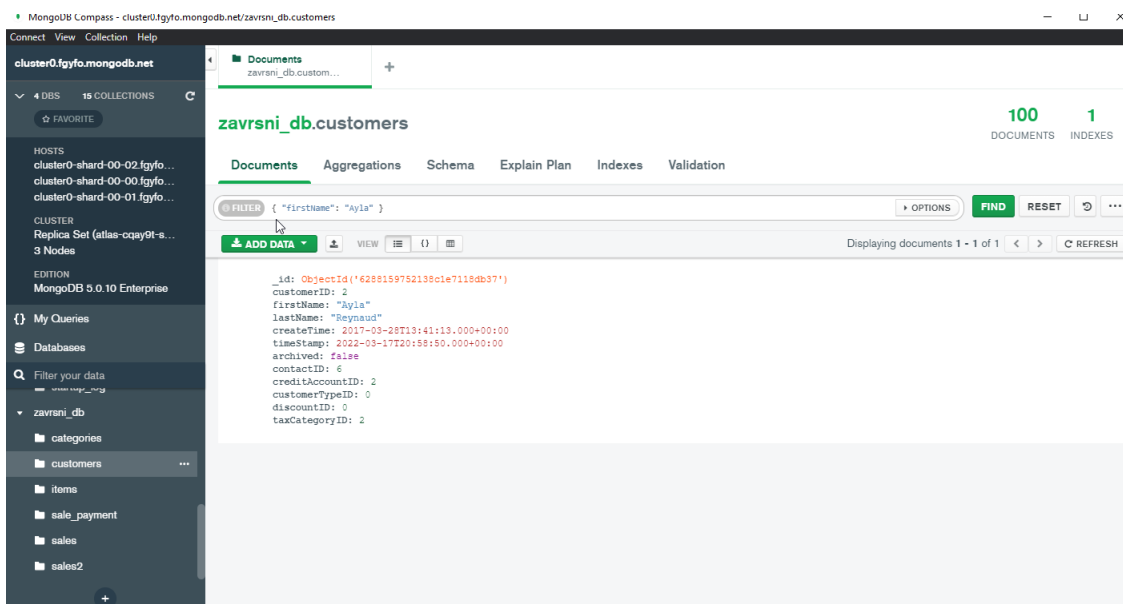 MongoDB Compass - cluster0.fgyfo.mongodb.net/zavrsni_db.customers
Connect View Collection Help
cluster0.fgyfo.mongodb.net
4 DBS 15 COLLECTIONS
FAVORITE
HOSTS
cluster0-shard-00-02.fgyfo...
cluster0-shard-00-00.fgyfo...
cluster0-shard-00-01.fgyfo...
CLUSTER
Replica Set (atlas-cqay9t-s...
3 Nodes
EDITION
MongoDB 5.0.10 Enterprise
{} My Queries
Databases
Filter your data
startup_log
zavrsni_db
categories
customers ...
items
sale_payment
sales
sales2
+
Documents
zavrsni_db.custom...
+
zavrsni_db.customers
100 DOCUMENTS
1 INDEXES
Documents Aggregations Schema Explain Plan Indexes Validation
FILTER { "firstName": "Ayla" }
OPTIONS FIND RESET ...
ADD DATA VIEW {}
Displaying documents 1 - 1 of 1 < > REFRESH
_id: ObjectId('6288159752138c1e7118db37')
customerID: 2
firstName: "Ayla"
lastName: "Reynaud"
createTime: 2017-03-28T13:41:13.000+00:00
timeStamp: 2022-03-17T20:58:50.000+00:00
archived: false
contactID: 6
creditAccountID: 2
customerTypeID: 0
discountID: 0
taxCategoryID: 2